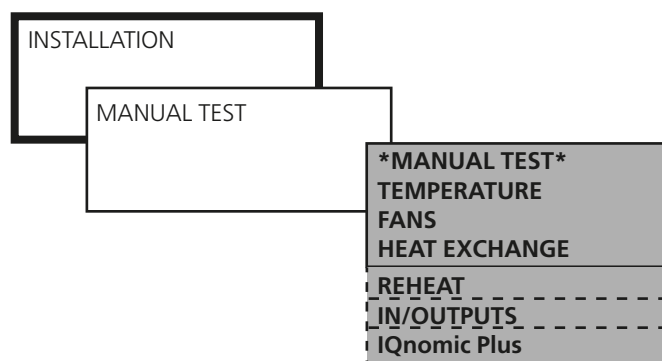 INSTALLATION
MANUAL TEST
*MANUAL TEST*
TEMPERATURE
FANS
HEAT EXCHANGE
REHEAT
IN/OUTPUTS
IQnomic Plus